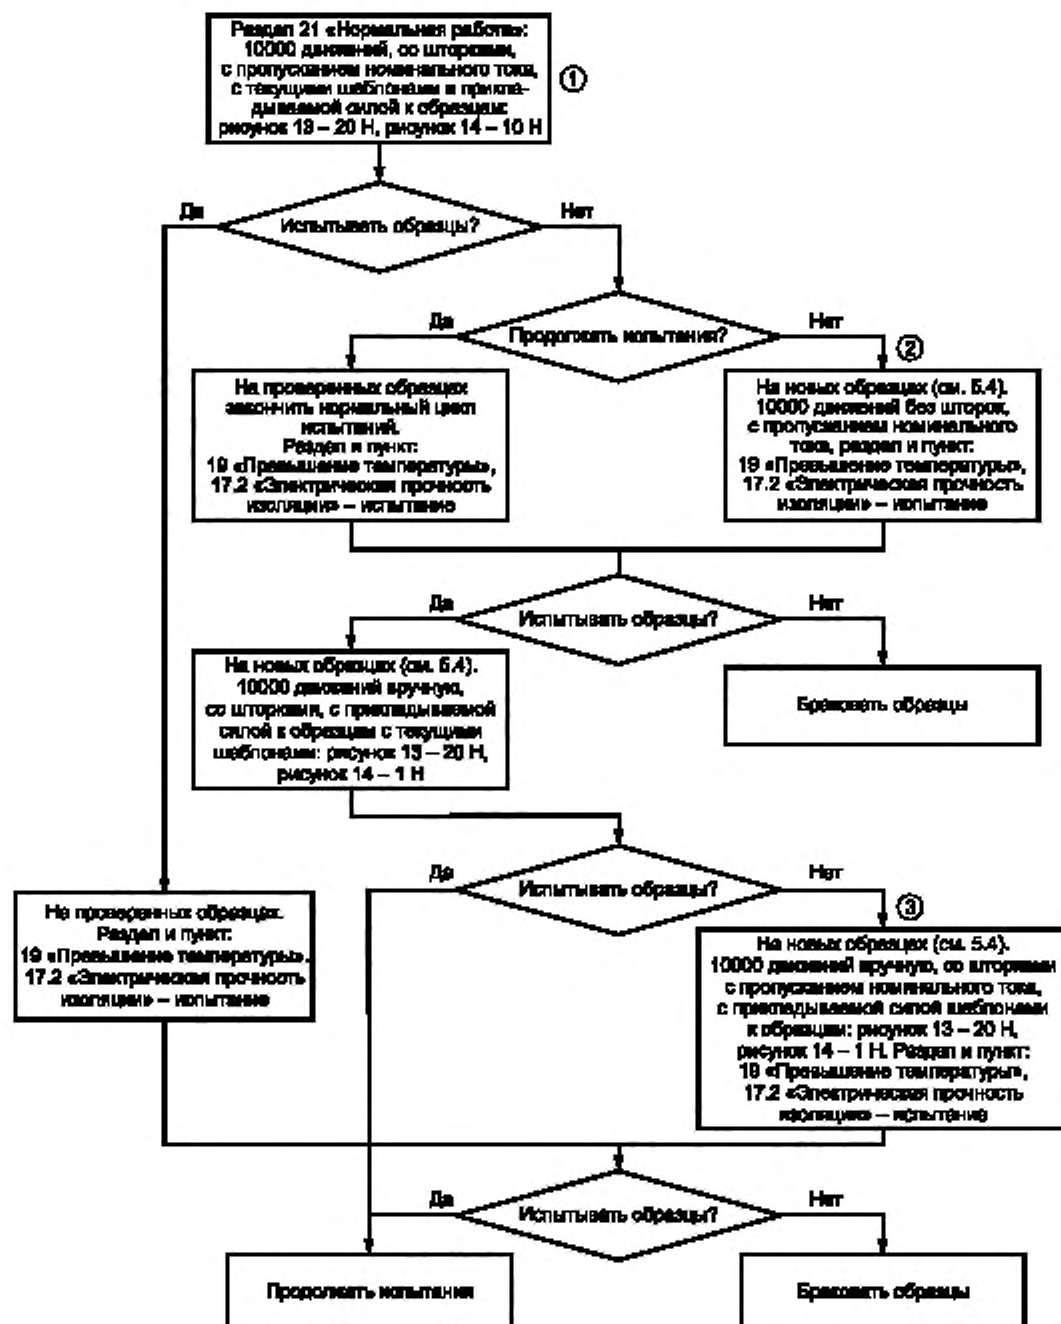 Раздел 21 «Нормальная работа»:
10000 движений, со шторками,
с пропусканием номинального тока,
с текущими шаблонами и прикла-
дываемой силой к образцам:
рисунок 13 – 20 Н, рисунок 14 – 10 Н
1
Да
Испытывать образцы?
Нет
Да
Продолжать испытания?
Нет
2
На проверенных образцах
закончить нормальный цикл
испытаний.
Раздел и пункт:
19 «Превышение температуры»,
17.2 «Электрическая прочность
изоляции» – испытание
На новых образцах (см. 5.4).
10000 движений без шторок,
с пропусканием номинального
тока, раздел и пункт:
19 «Превышение температуры»,
17.2 «Электрическая прочность
изоляции» – испытание
Да
Испытывать образцы?
Нет
На новых образцах (см. 5.4).
10000 движений вручную,
со шторками, с прикладываемой
силой к образцам с текущими
шаблонами: рисунок 13 – 20 Н,
рисунок 14 – 1 Н
Браковать образцы
Да
Испытывать образцы?
Нет
3
На проверенных образцах.
Раздел и пункт:
19 «Превышение температуры».
17.2 «Электрическая прочность
изоляции» – испытание
На новых образцах (см. 5.4).
10000 движений вручную, со шторками
с пропусканием номинального тока,
с прикладываемой силой шаблонами
к образцам: рисунок 13 – 20 Н,
рисунок 14 – 1 Н. Раздел и пункт:
19 «Превышение температуры»,
17.2 «Электрическая прочность
изоляции» – испытание
Да
Испытывать образцы?
Нет
Продолжать испытания
Браковать образцы